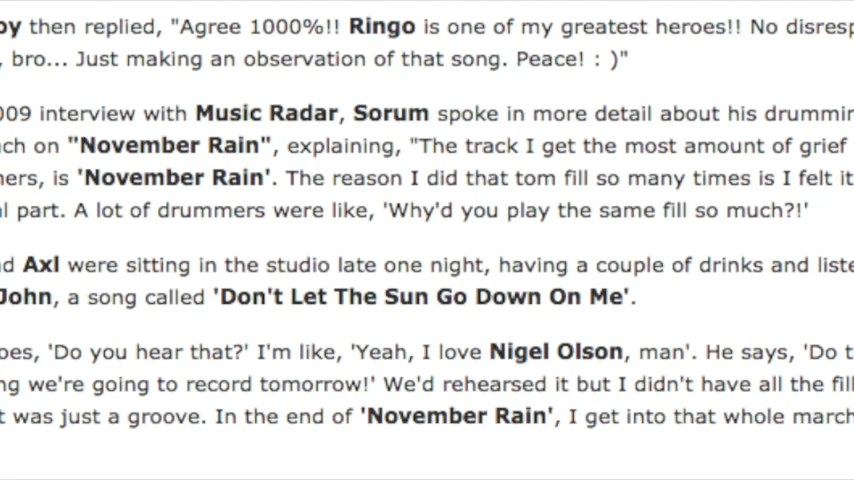 oy then replied, "Agree 1000%!! Ringo is one of my greatest heroes!! No disresp
, bro... Just making an observation of that song. Peace! : )"
009 interview with Music Radar, Sorum spoke in more detail about his drummin
ach on "November Rain", explaining, "The track I get the most amount of grief
ners, is 'November Rain'. The reason I did that tom fill so many times is I felt it
al part. A lot of drummers were like, 'Why'd you play the same fill so much?!'
nd Axl were sitting in the studio late one night, having a couple of drinks and liste
John, a song called 'Don't Let The Sun Go Down On Me'.
oes, 'Do you hear that?' I'm like, 'Yeah, I love Nigel Olson, man'. He says, 'Do t
ng we're going to record tomorrow!' We'd rehearsed it but I didn't have all the fill
t was just a groove. In the end of 'November Rain', I get into that whole march